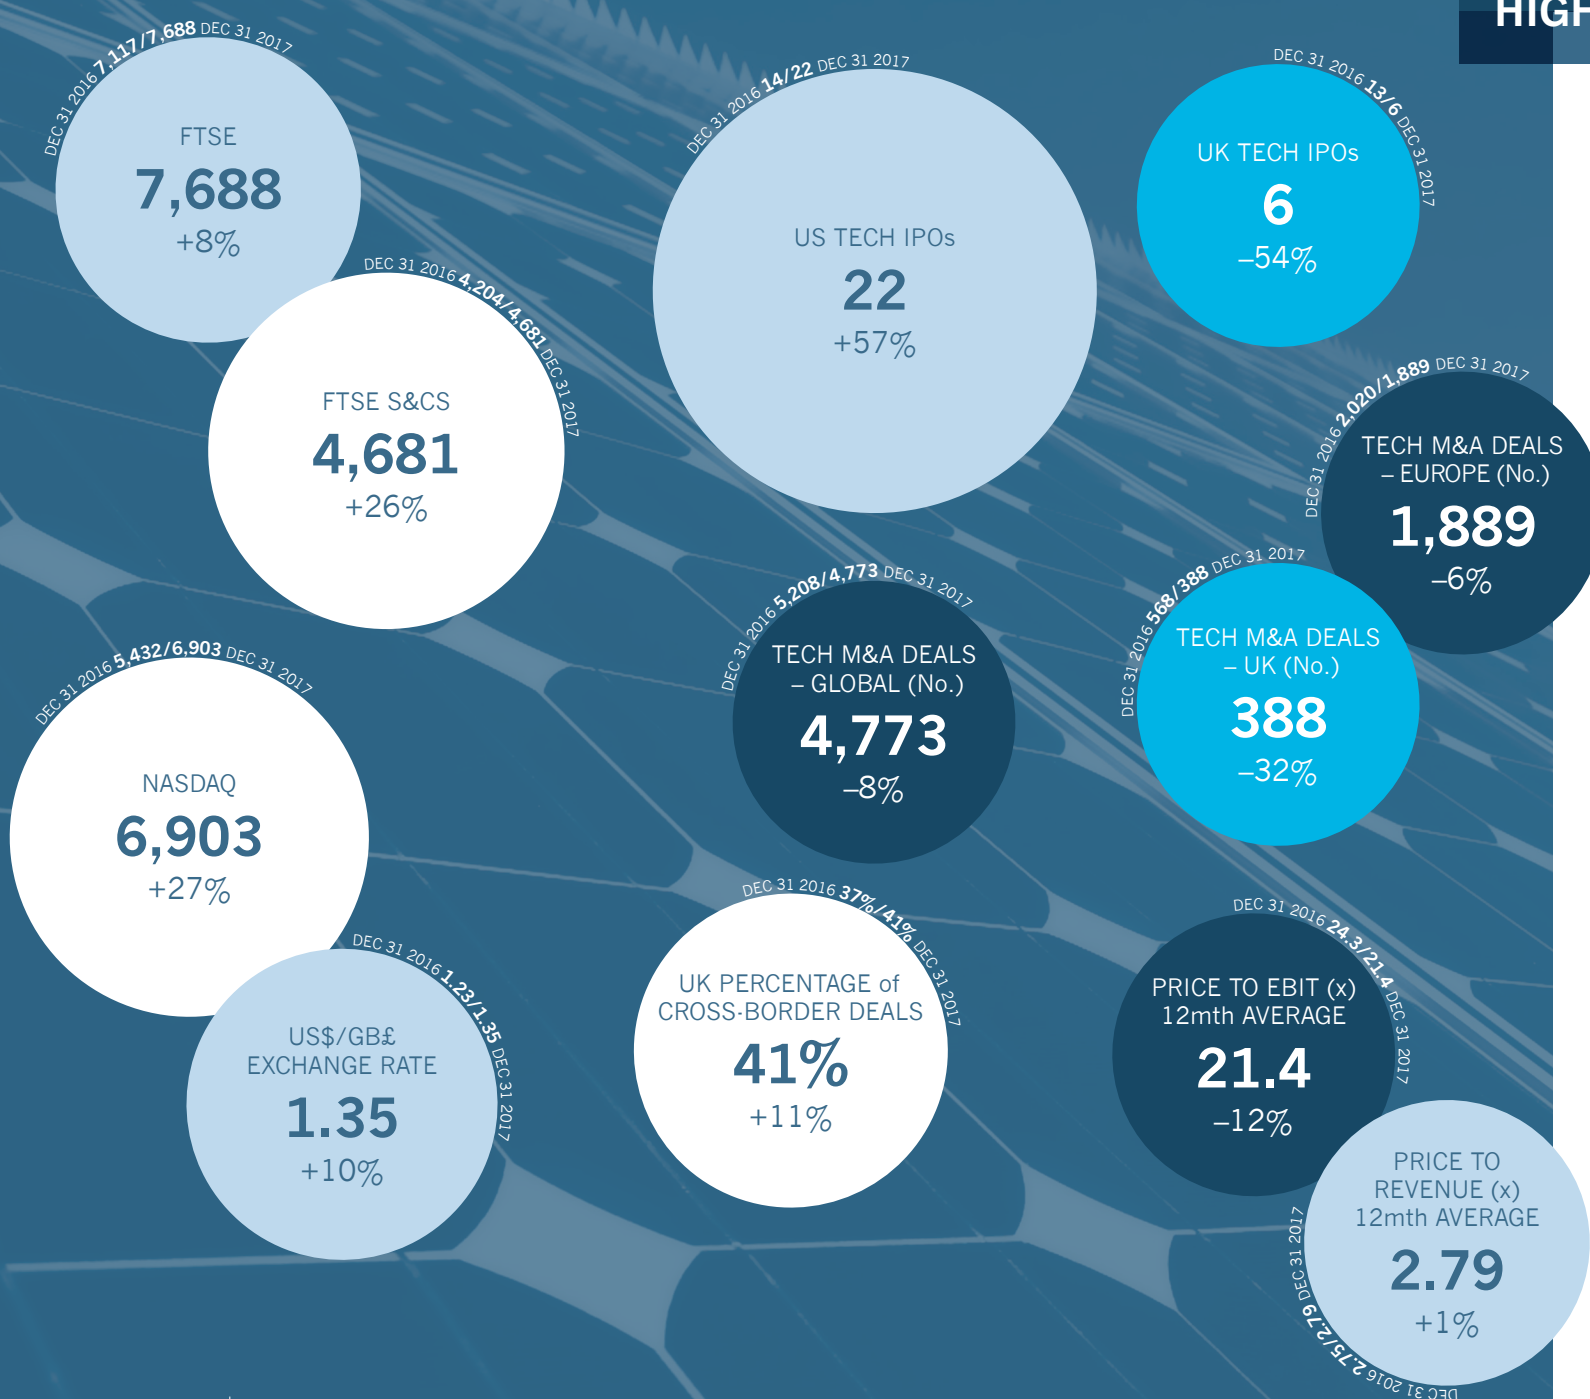 HIGH
DEC 31 2016 7,117/7,688 DEC 31 2017
FTSE
7,688
+8%
DEC 31 2016 4,204/4,681 DEC 31 2017
FTSE S&CS
4,681
+26%
DEC 31 2016 5,432/6,903 DEC 31 2017
NASDAQ
6,903
+27%
DEC 31 2016 1.23/1.35 DEC 31 2017
US$/GB£
EXCHANGE RATE
1.35
+10%
DEC 31 2016 14/22 DEC 31 2017
US TECH IPOs
22
+57%
DEC 31 2016 5,208/4,773 DEC 31 2017
TECH M&A DEALS
– GLOBAL (No.)
4,773
–8%
DEC 31 2016 37%/41% DEC 31 2017
UK PERCENTAGE of
CROSS-BORDER DEALS
41%
+11%
DEC 31 2016 13/6 DEC 31 2017
UK TECH IPOs
6
–54%
DEC 31 2016 2,020/1,889 DEC 31 2017
TECH M&A DEALS
– EUROPE (No.)
1,889
–6%
DEC 31 2016 568/388 DEC 31 2017
TECH M&A DEALS
– UK (No.)
388
–32%
DEC 31 2016 24.3/21.4 DEC 31 2017
PRICE TO EBIT (x)
12mth AVERAGE
21.4
–12%
PRICE TO
REVENUE (x)
12mth AVERAGE
2.79
+1%
DEC 31 2016 2.75/2.79 DEC 31 2017